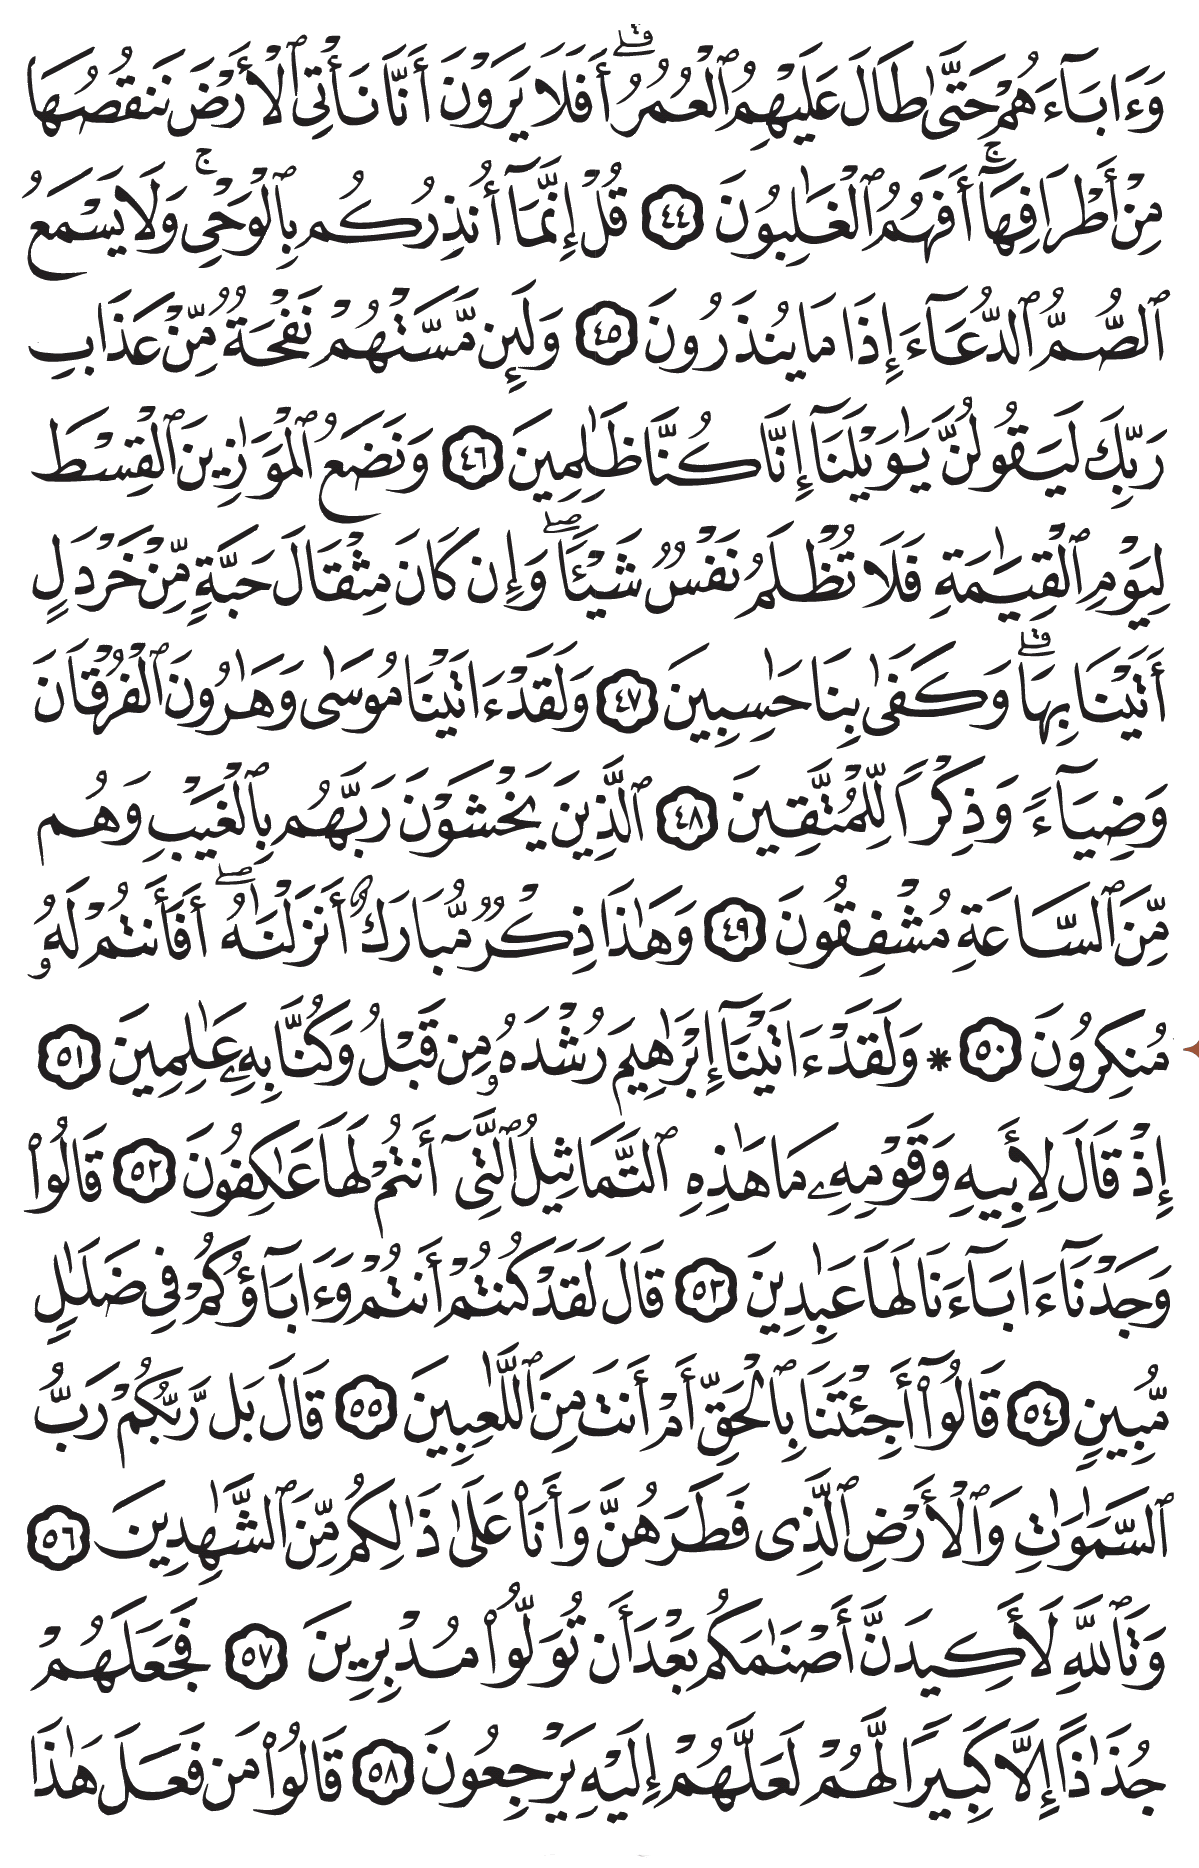 وَءَابَآءَهُمْ حَتَّىٰ طَالَ عَلَيْهِمُ ٱلْعُمُرُ ۗ أَفَلَا يَرَوْنَ أَنَّا نَأْتِى ٱلْأَرْضَ نَنقُصُهَا
مِنْ أَطْرَافِهَآ ۚ أَفَهُمُ ٱلْغَـٰلِبُونَ ٤٤ قُلْ إِنَّمَآ أُنذِرُكُم بِٱلْوَحْىِ ۚ وَلَا يَسْمَعُ
ٱلصُّمُّ ٱلدُّعَآءَ إِذَا مَا يُنذَرُونَ ٤٥ وَلَئِن مَّسَّتْهُمْ نَفْحَةٌ مِّنْ عَذَابِ
رَبِّكَ لَيَقُولُنَّ يَـٰوَيْلَنَآ إِنَّا كُنَّا ظَـٰلِمِينَ ٤٦ وَنَضَعُ ٱلْمَوَٰزِينَ ٱلْقِسْطَ
لِيَوْمِ ٱلْقِيَـٰمَةِ فَلَا تُظْلَمُ نَفْسٌ شَيْـًٔا ۖ وَإِن كَانَ مِثْقَالَ حَبَّةٍ مِّنْ خَرْدَلٍ
أَتَيْنَا بِهَا ۗ وَكَفَىٰ بِنَا حَـٰسِبِينَ ٤٧ وَلَقَدْ ءَاتَيْنَا مُوسَىٰ وَهَـٰرُونَ ٱلْفُرْقَانَ
وَضِيَآءً وَذِكْرًا لِّلْمُتَّقِينَ ٤٨ ٱلَّذِينَ يَخْشَوْنَ رَبَّهُم بِٱلْغَيْبِ وَهُم
مِّنَ ٱلسَّاعَةِ مُشْفِقُونَ ٤٩ وَهَـٰذَا ذِكْرٌ مُّبَارَكٌ أَنزَلْنَـٰهُ ۚ أَفَأَنتُمْ لَهُۥ
مُنكِرُونَ ٥٠ * وَلَقَدْ ءَاتَيْنَآ إِبْرَٰهِيمَ رُشْدَهُۥ مِن قَبْلُ وَكُنَّا بِهِۦ عَـٰلِمِينَ ٥١
إِذْ قَالَ لِأَبِيهِ وَقَوْمِهِۦ مَا هَـٰذِهِ ٱلتَّمَاثِيلُ ٱلَّتِىٓ أَنتُمْ لَهَا عَـٰكِفُونَ ٥٢ قَالُوا۟
وَجَدْنَآ ءَابَآءَنَا لَهَا عَـٰبِدِينَ ٥٣ قَالَ لَقَدْ كُنتُمْ أَنتُمْ وَءَابَآؤُكُمْ فِى ضَلَـٰلٍ
مُّبِينٍ ٥٤ قَالُوٓا۟ أَجِئْتَنَا بِٱلْحَقِّ أَمْ أَنتَ مِنَ ٱللَّـٰعِبِينَ ٥٥ قَالَ بَل رَّبُّكُمْ رَبُّ
ٱلسَّمَـٰوَٰتِ وَٱلْأَرْضِ ٱلَّذِى فَطَرَهُنَّ وَأَنَا۠ عَلَىٰ ذَٰلِكُم مِّنَ ٱلشَّـٰهِدِينَ ٥٦
وَتَٱللَّهِ لَأَكِيدَنَّ أَصْنَـٰمَكُم بَعْدَ أَن تُوَلُّوا۟ مُدْبِرِينَ ٥٧ فَجَعَلَهُمْ
جُذَٰذًا إِلَّا كَبِيرًا لَّهُمْ لَعَلَّهُمْ إِلَيْهِ يَرْجِعُونَ ٥٨ قَالُوا۟ مَن فَعَلَ هَـٰذَا